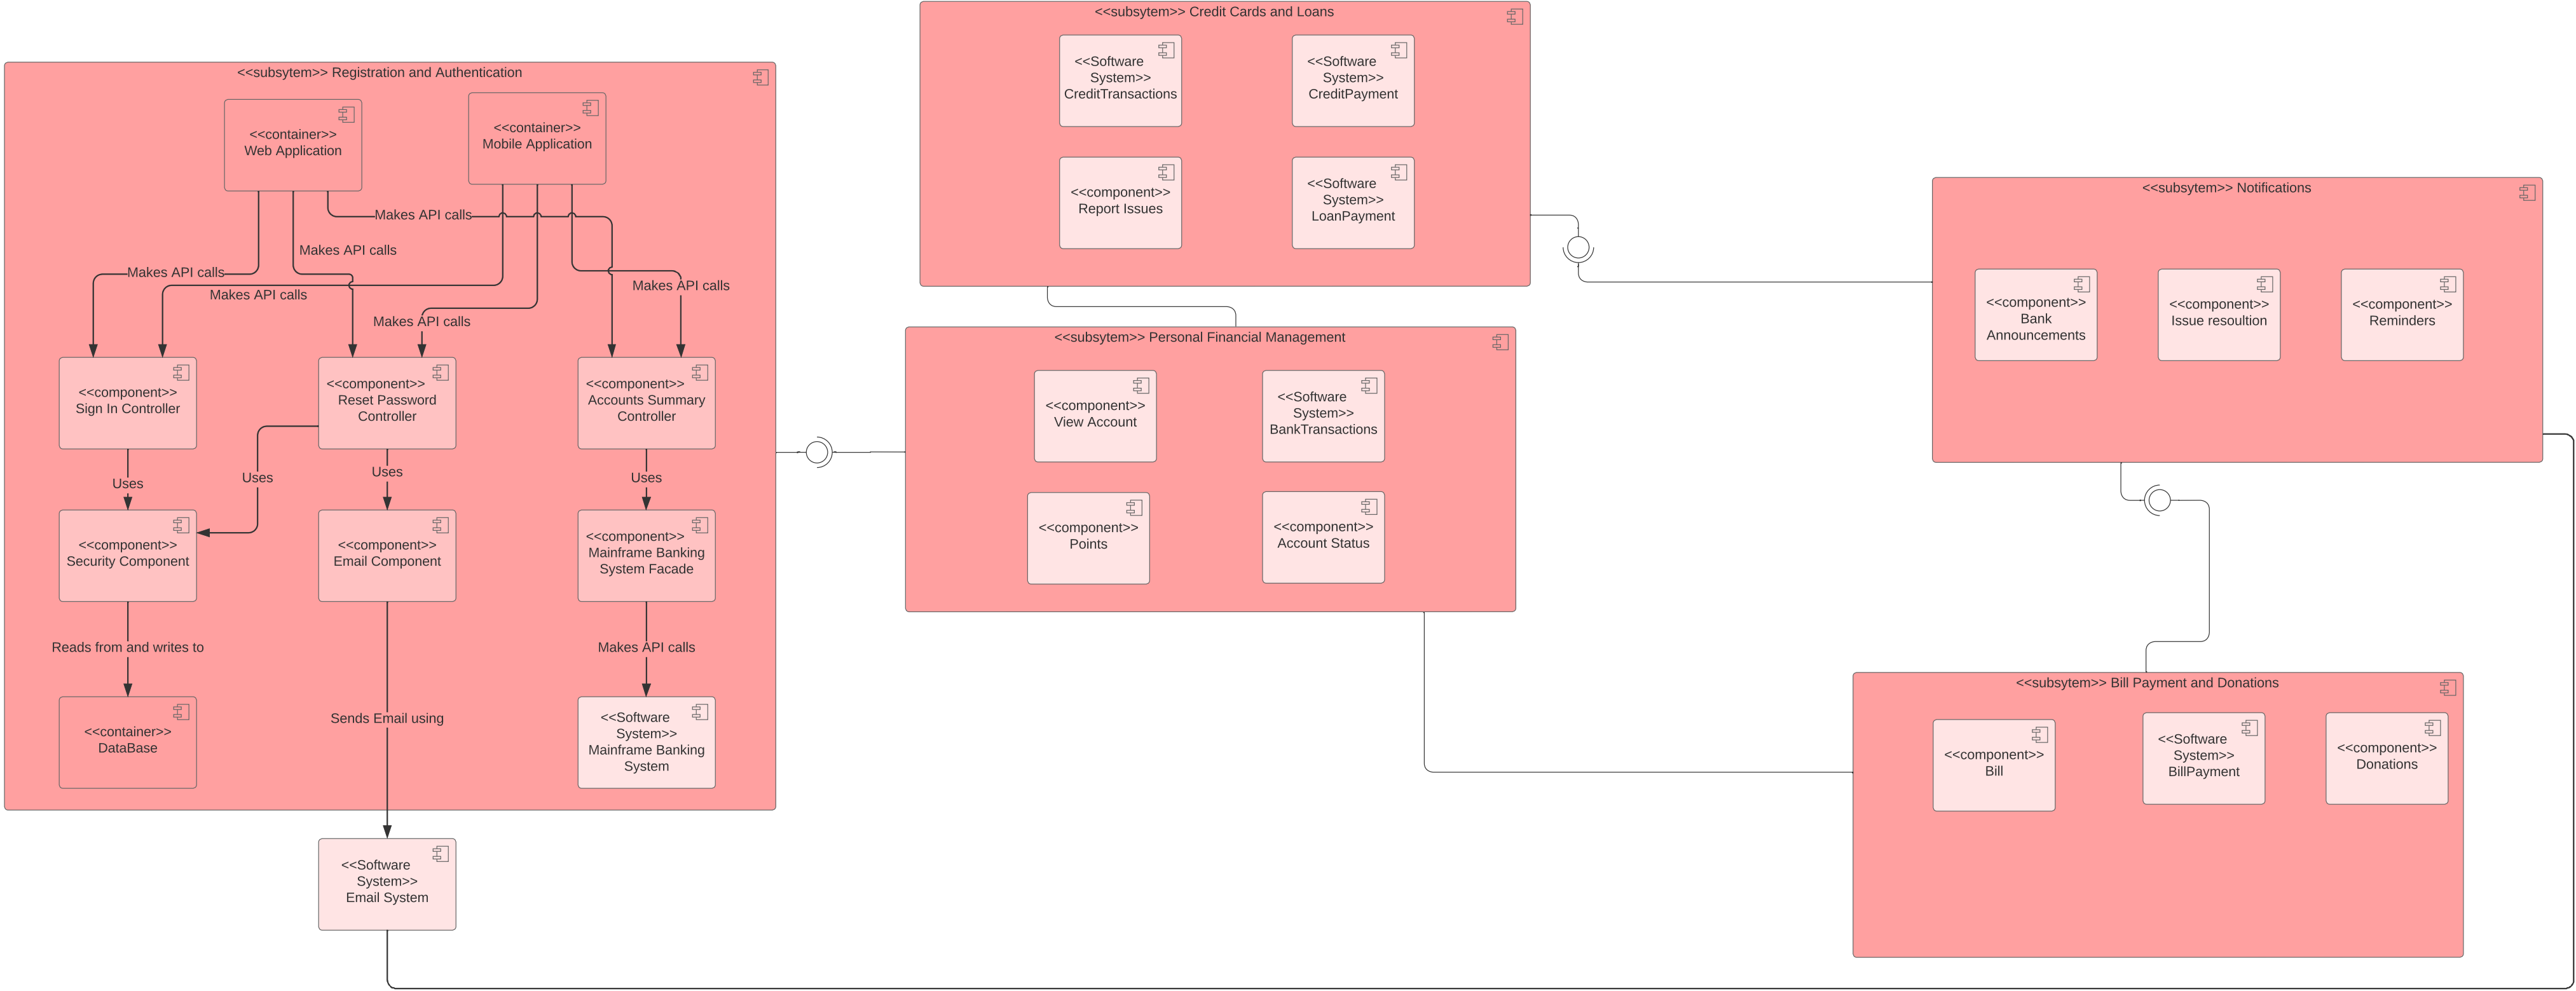 <<subsytem>> Credit Cards and Loans
<<Software
System>>
CreditTransactions
<<Software
System>>
CreditPayment
<<component>>
Report Issues
<<Software
System>>
LoanPayment
<<subsytem>> Registration and Authentication
<<container>>
Web Application
<<container>>
Mobile Application
Makes API calls
Makes API calls
Makes API calls
Makes API calls
Makes API calls
Makes API calls
<<component>>
Sign In Controller
<<component>>
Reset Password
Controller
<<component>>
Accounts Summary
Controller
Uses
Uses
Uses
Uses
<<component>>
Security Component
<<component>>
Email Component
<<component>>
Mainframe Banking
System Facade
Reads from and writes to
Makes API calls
Sends Email using
<<container>>
DataBase
<<Software
System>>
Mainframe Banking
System
<<Software
System>>
Email System
<<subsytem>> Personal Financial Management
<<component>>
View Account
<<Software
System>>
BankTransactions
<<component>>
Points
<<component>>
Account Status
<<subsytem>> Notifications
<<component>>
Bank
Announcements
<<component>>
Issue resoultion
<<component>>
Reminders
<<subsytem>> Bill Payment and Donations
<<component>>
Bill
<<Software
System>>
BillPayment
<<component>>
Donations